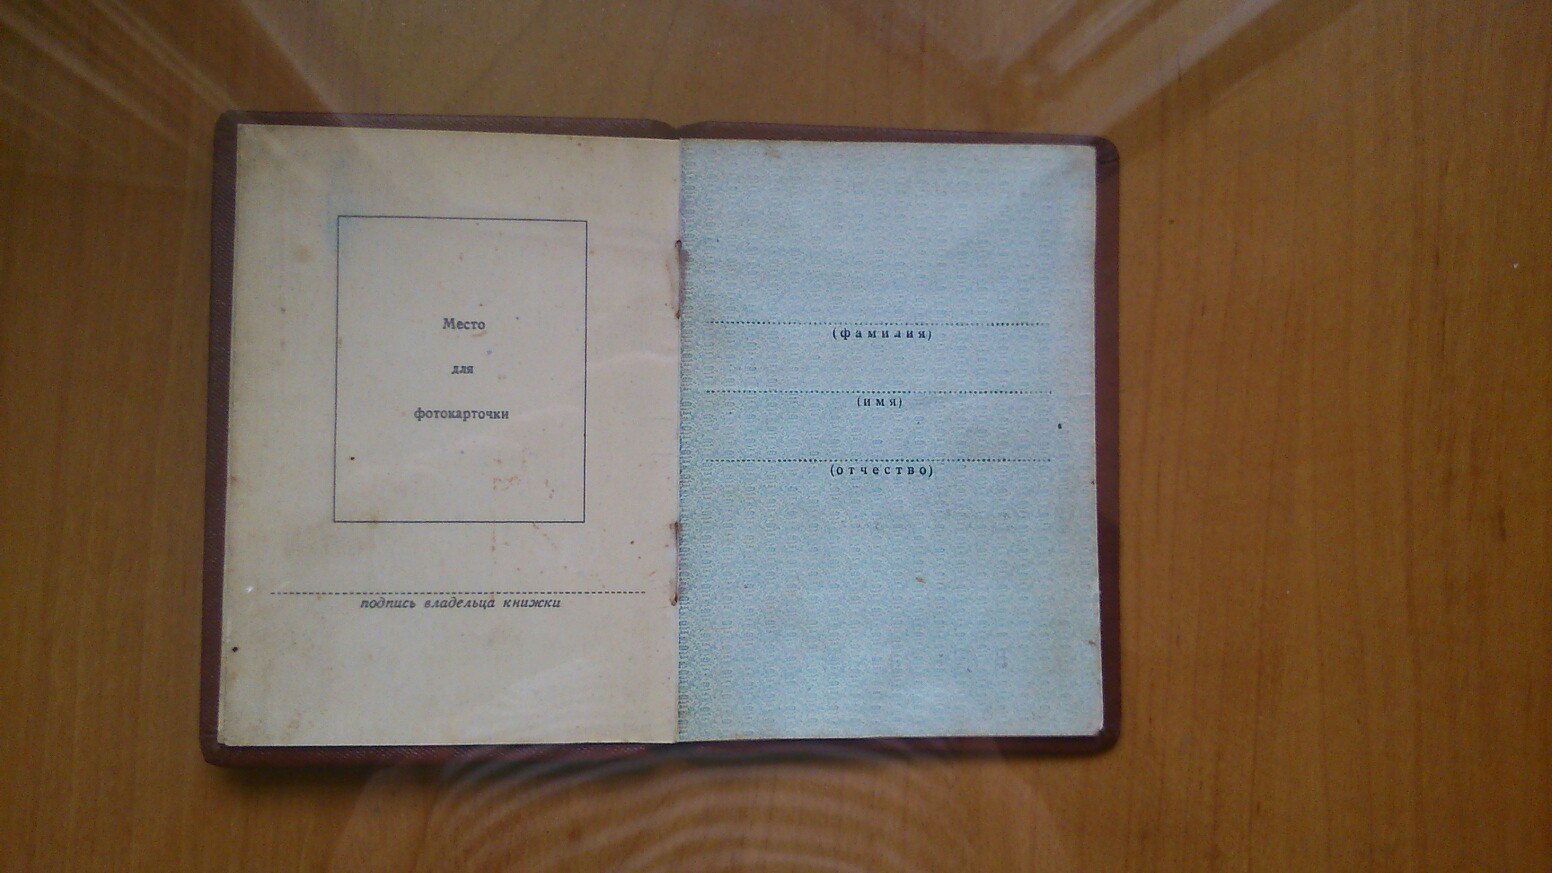 Место
для
фотокарточки
подпись владельца книжки
(фамилия)
(имя)
(отчество)